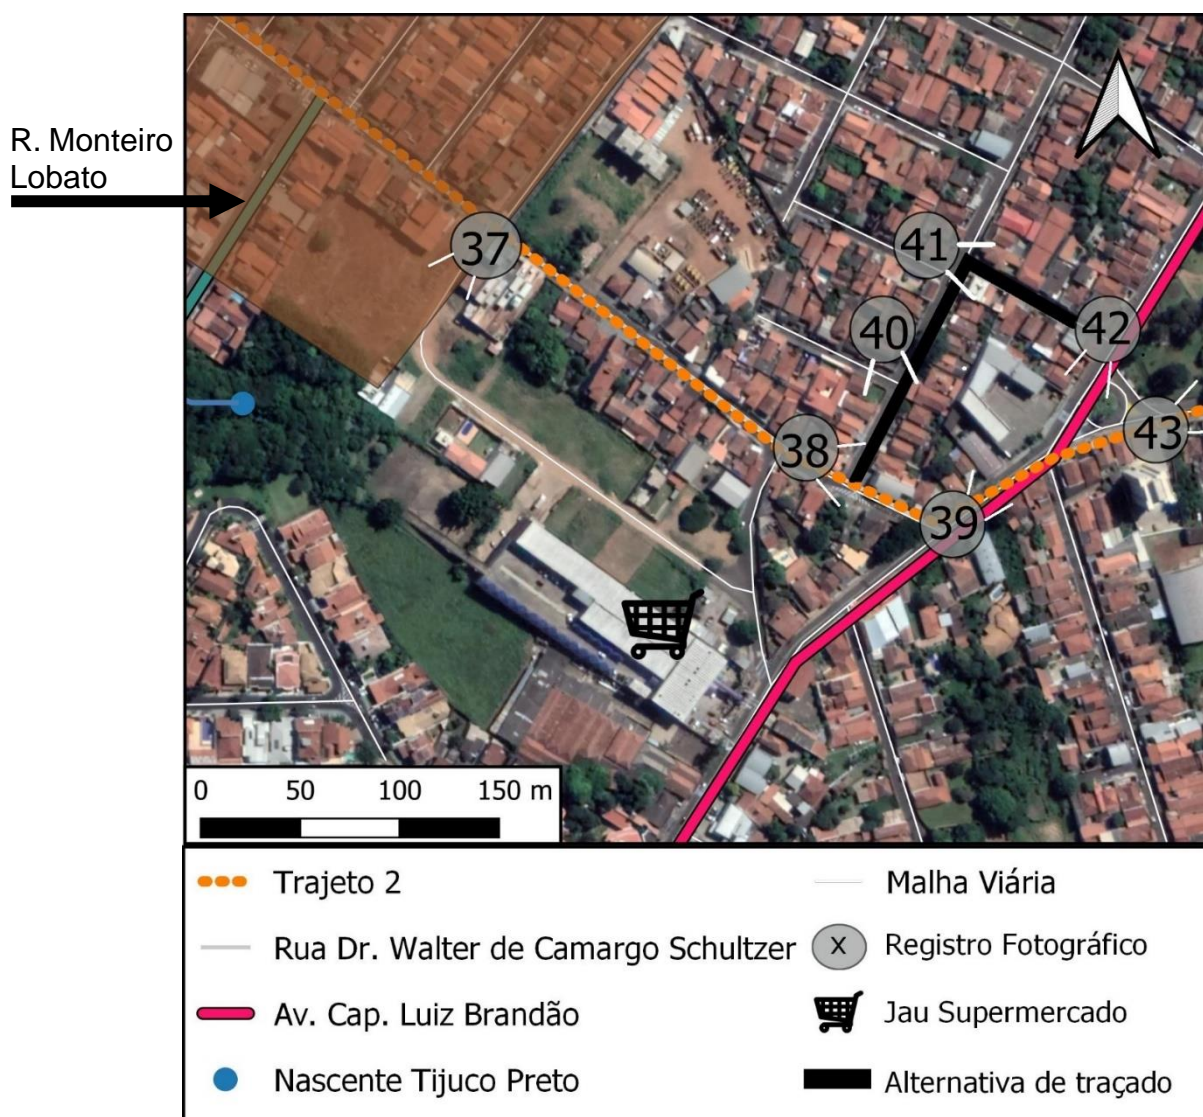 R. Monteiro
Lobato
37
41
40
42
38
43
39
0 50 100 150 m
Trajeto 2
Malha Viária
Rua Dr. Walter de Camargo Schultzer
X Registro Fotográfico
Av. Cap. Luiz Brandão
Jau Supermercado
Nascente Tijuco Preto
Alternativa de traçado